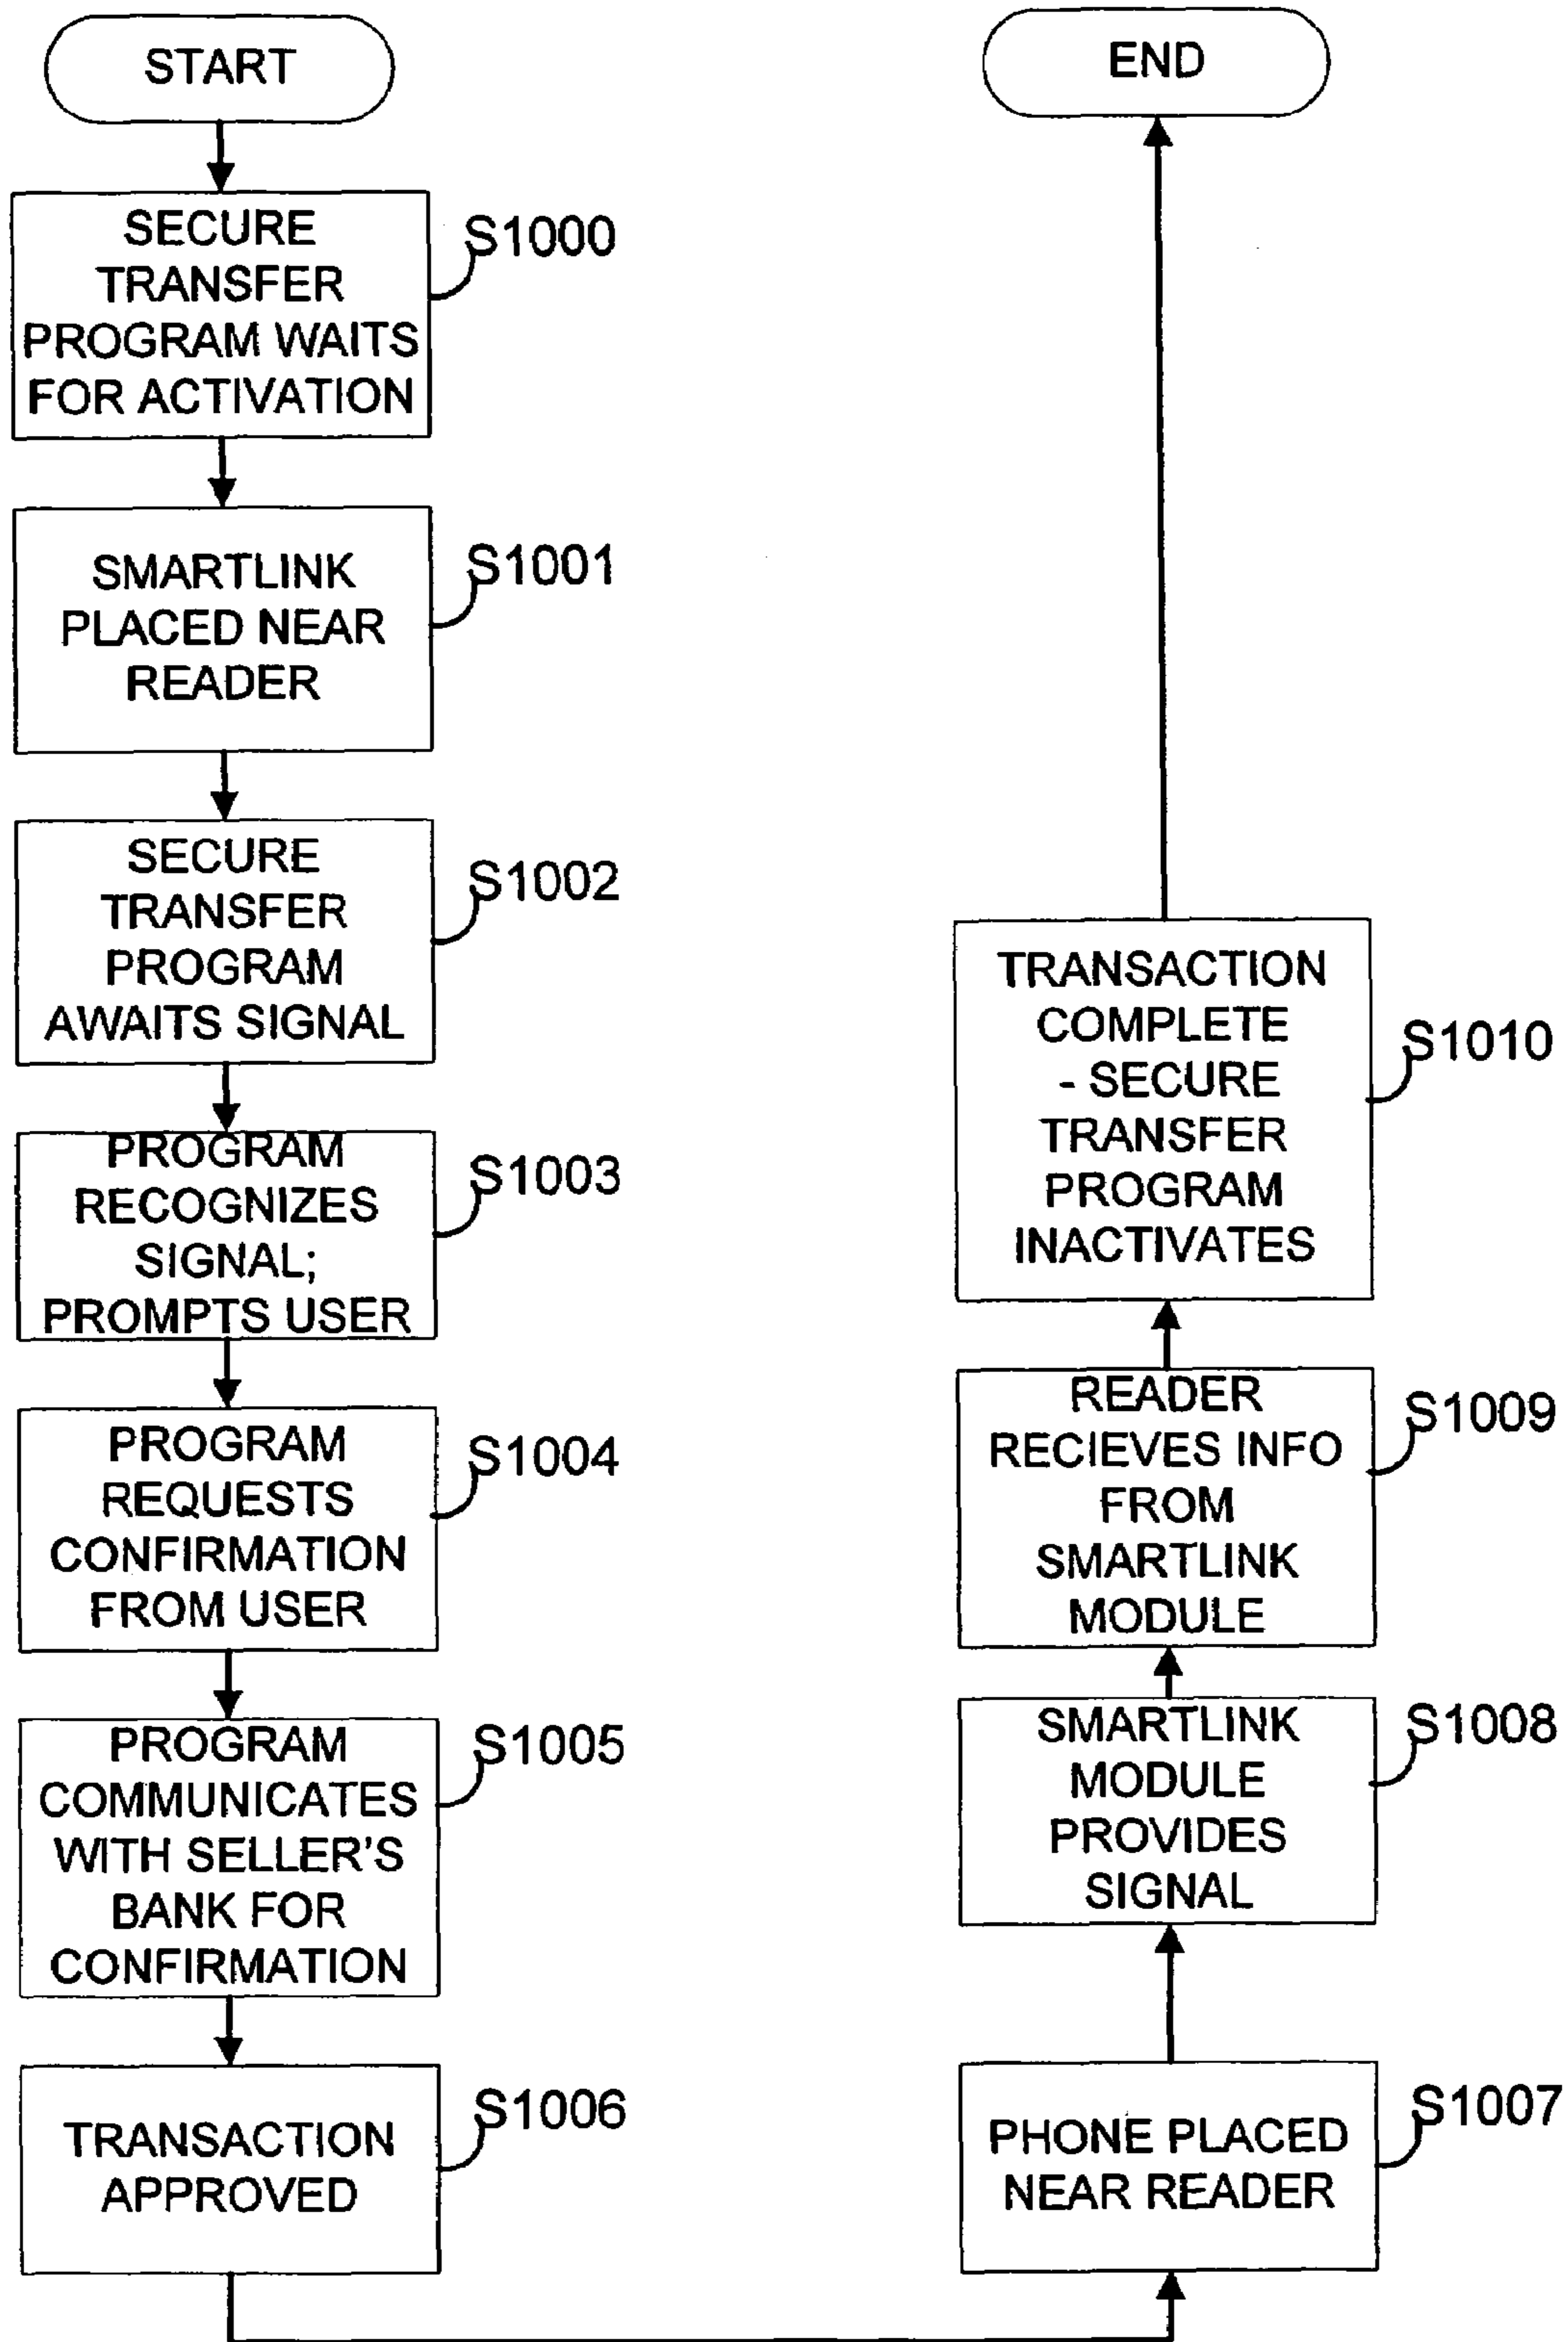 START
SECURE
TRANSFER
PROGRAM WAITS
FOR ACTIVATION
S1000
SMARTLINK
PLACED NEAR
READER
S1001
SECURE
TRANSFER
PROGRAM
AWAITS SIGNAL
S1002
PROGRAM
RECOGNIZES
SIGNAL;
PROMPTS USER
S1003
PROGRAM
REQUESTS
CONFIRMATION
FROM USER
S1004
PROGRAM
COMMUNICATES
WITH SELLER'S
BANK FOR
CONFIRMATION
S1005
TRANSACTION
APPROVED
S1006
PHONE PLACED
NEAR READER
S1007
SMARTLINK
MODULE
PROVIDES
SIGNAL
S1008
READER
RECIEVES INFO
FROM
SMARTLINK
MODULE
S1009
TRANSACTION
COMPLETE
- SECURE
TRANSFER
PROGRAM
INACTIVATES
S1010
END